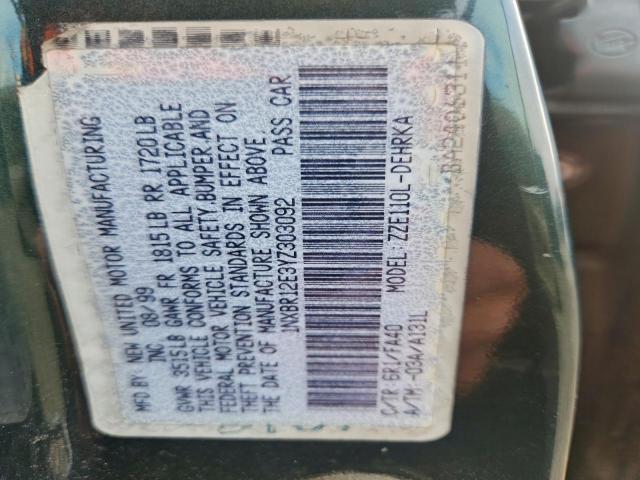 MFD BY NEW UNITED MOTOR MANUFACTURING
INC 08/99
GVWR 3515LB GAWR FR 1815LB RR 1720LB
THIS VEHICLE CONFORMS TO ALL APPLICABLE
FEDERAL MOTOR VEHICLE SAFETY,BUMPER AND
THEFT PREVENTION STANDARDS IN EFFECT ON
THE DATE OF MANUFACTURE SHOWN ABOVE.
1NXBR12E3YZ303092 PASS CAR
C/TR:6R1/FA40 MODEL:ZZE110L-DEHRKA
A/TM:-03A/A131L